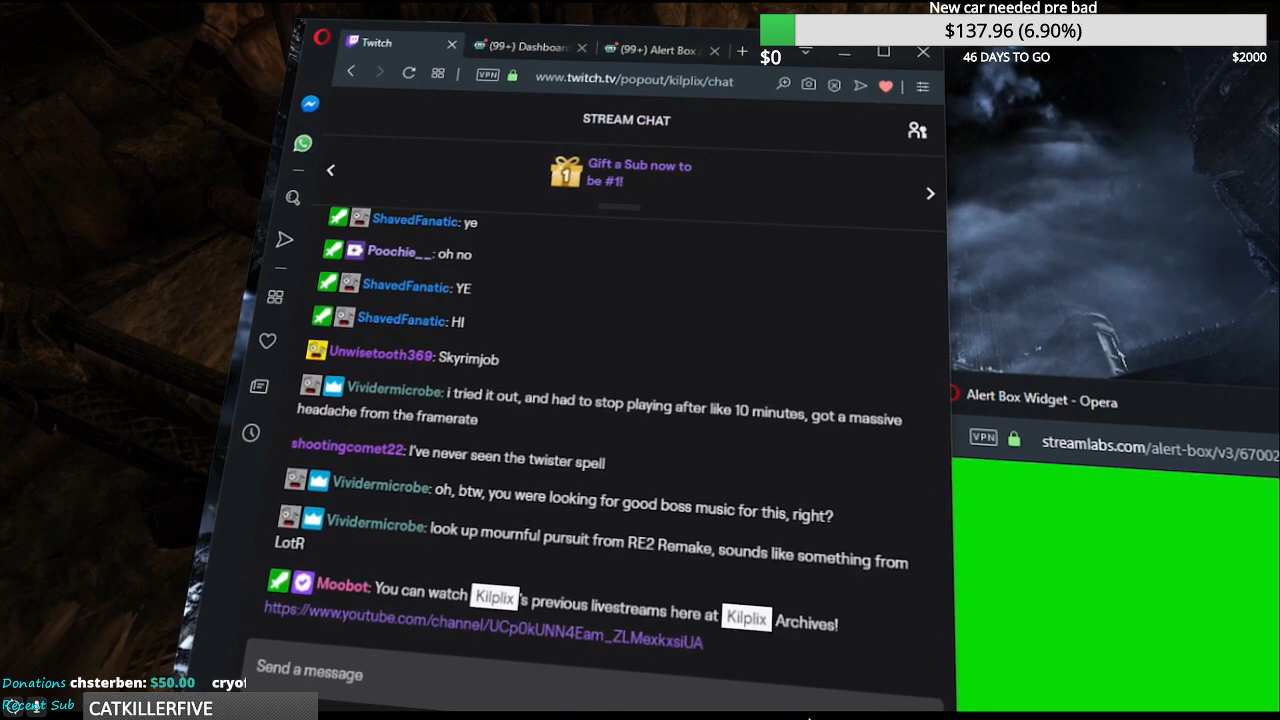 New car needed pre bad
$137.96 (6.90%)
$0
46 DAYS TO GO
$2000
Twitch
(99+) Dashboar
(99+) Alert Box
VPN
www.twitch.tv/popout/kilplix/chat
STREAM CHAT
1
Gift a Sub now to
be #1!
ShavedFanatic: ye
Poochie__: oh no
ShavedFanatic: YE
ShavedFanatic: HI
Unwisetooth369: Skyrimjob
Vividermicrobe: i tried it out, and had to stop playing after like 10 minutes, got a massive
headache from the framerate
shootingcomet22: I've never seen the twister spell
Vividermicrobe: oh, btw, you were looking for good boss music for this, right?
Vividermicrobe: look up mournful pursuit from RE2 Remake, sounds like something from
LotR
Moobot: You can watch Kilplix's previous livestreams here at Kilplix Archives!
https://www.youtube.com/channel/UCp0kUNN4Eam_ZLMexkxsiUA
Send a message
Alert Box Widget - Opera
VPN
streamlabs.com/alert-box/v3/67002
Donations chsterben: $50.00 cryof
Recent Sub
CATKILLERFIVE